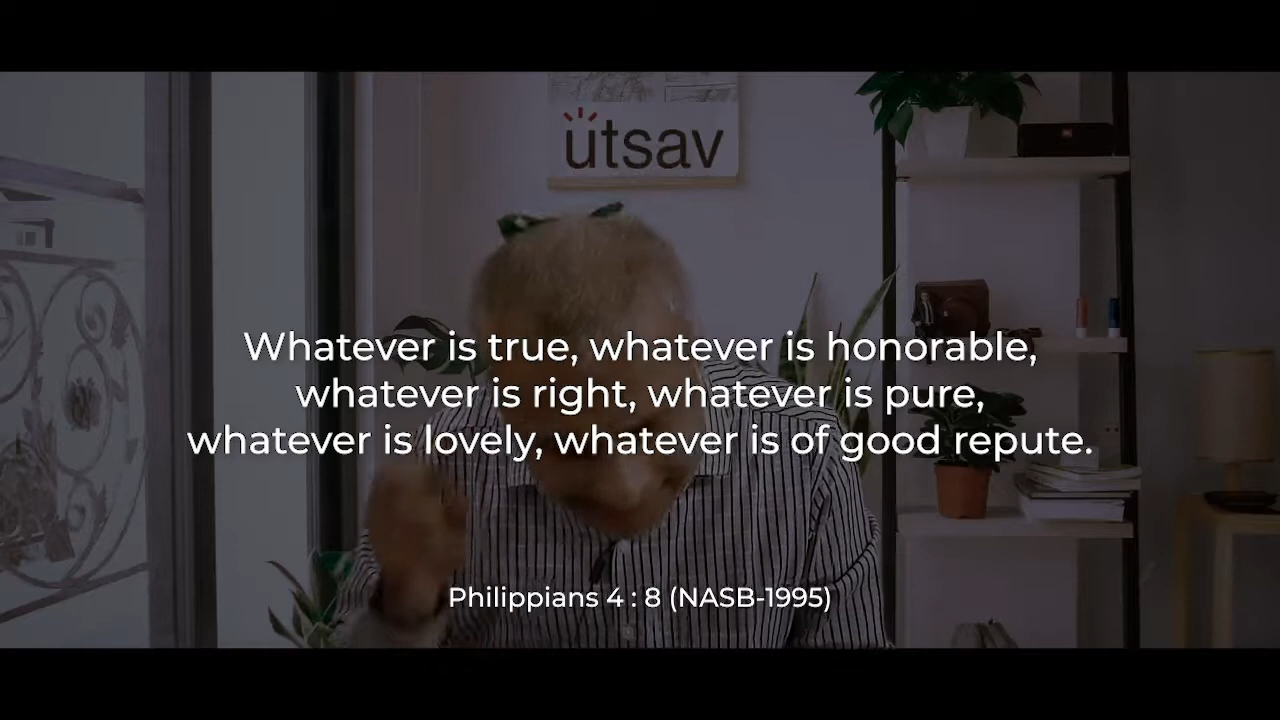 utsav
Whatever is true, whatever is honorable,
whatever is right, whatever is pure,
whatever is lovely, whatever is of good repute.
Philippians 4 : 8 (NASB-1995)